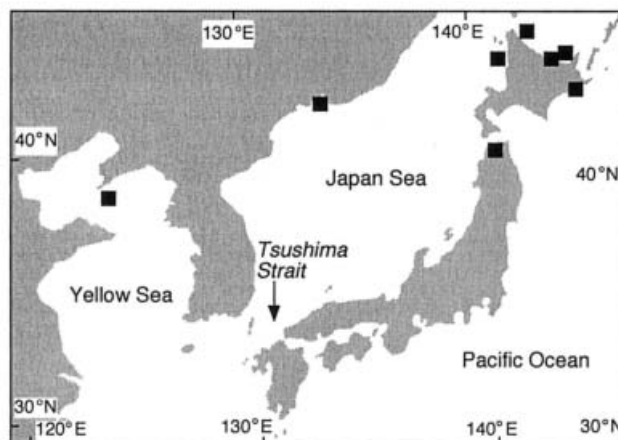 130°E
140°E
40°N
Japan Sea
40°N
Tsushima
Strait
Yellow Sea
Pacific Ocean
30°N
120°E
130°E
140°E
30°N